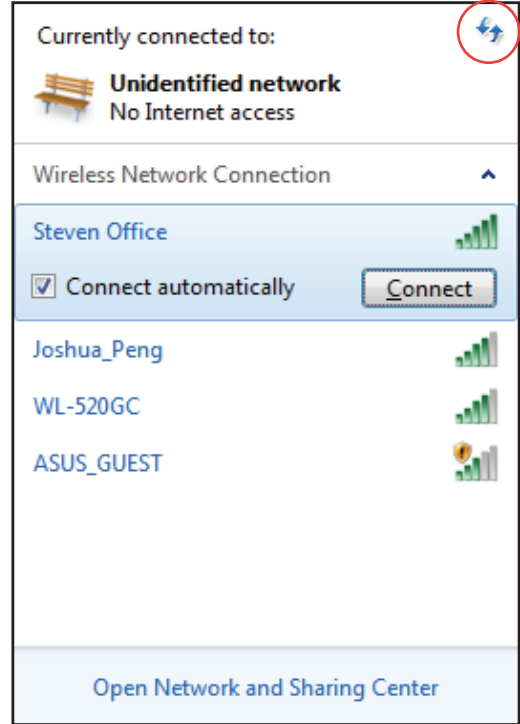 Currently connected to:
Unidentified network
No Internet access
Wireless Network Connection
Steven Office
Connect automatically
Connect
Joshua_Peng
WL-520GC
ASUS_GUEST
Open Network and Sharing Center